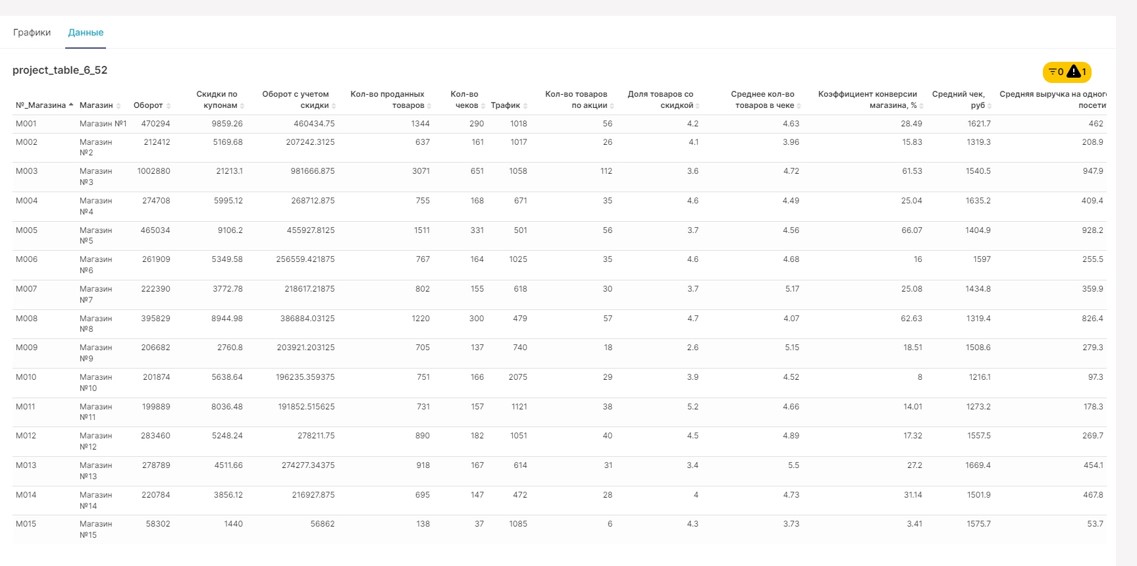 Графики Данные
project_table_6_52
0 1
Скидки по Оборот с учетом Кол-во проданных Кол-во Кол-во товаров Доля товаров со Среднее кол-во Коэффициент конверсии Средний чек, Средняя выручка на одног
№_Магазина Магазин Оборот купонам скидки товаров чеков Трафик по акции скидкой товаров в чеке магазина, % руб посети
M001 Магазин №1 470294 9859.26 460434.75 1344 290 1018 56 4.2 4.63 28.49 1621.7 462
M002 Магазин 212412 5169.68 207242.3125 637 161 1017 26 4.1 3.96 15.83 1319.3 208.9
№2
M003 Магазин 1002880 21213.1 981666.875 3071 651 1058 112 3.6 4.72 61.53 1540.5 947.9
№3
M004 Магазин 274708 5995.12 268712.875 755 168 671 35 4.6 4.49 25.04 1635.2 409.4
№4
M005 Магазин 465034 9106.2 455927.8125 1511 331 501 56 3.7 4.56 66.07 1404.9 928.2
№5
M006 Магазин 261909 5349.58 256559.421875 767 164 1025 35 4.6 4.68 16 1597 255.5
№6
M007 Магазин 222390 3772.78 218617.21875 802 155 618 30 3.7 5.17 25.08 1434.8 359.9
№7
M008 Магазин 395829 8944.98 386884.03125 1220 300 479 57 4.7 4.07 62.63 1319.4 826.4
№8
M009 Магазин 206682 2760.8 203921.203125 705 137 740 18 2.6 5.15 18.51 1508.6 279.3
№9
M010 Магазин 201874 5638.64 196235.359375 751 166 2075 29 3.9 4.52 8 1216.1 97.3
№10
M011 Магазин 199889 8036.48 191852.515625 731 157 1121 38 5.2 4.66 14.01 1273.2 178.3
№11
M012 Магазин 283460 5248.24 278211.75 890 182 1051 40 4.5 4.89 17.32 1557.5 269.7
№12
M013 Магазин 278789 4511.66 274277.34375 918 167 614 31 3.4 5.5 27.2 1669.4 454.1
№13
M014 Магазин 220784 3856.12 216927.875 695 147 472 28 4 4.73 31.14 1501.9 467.8
№14
M015 Магазин 58302 1440 56862 138 37 1085 6 4.3 3.73 3.41 1575.7 53.7
№15